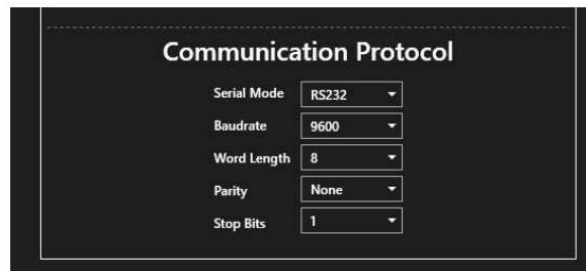 Communication Protocol
Serial Mode RS232
Baudrate 9600
Word Length 8
Parity None
Stop Bits 1